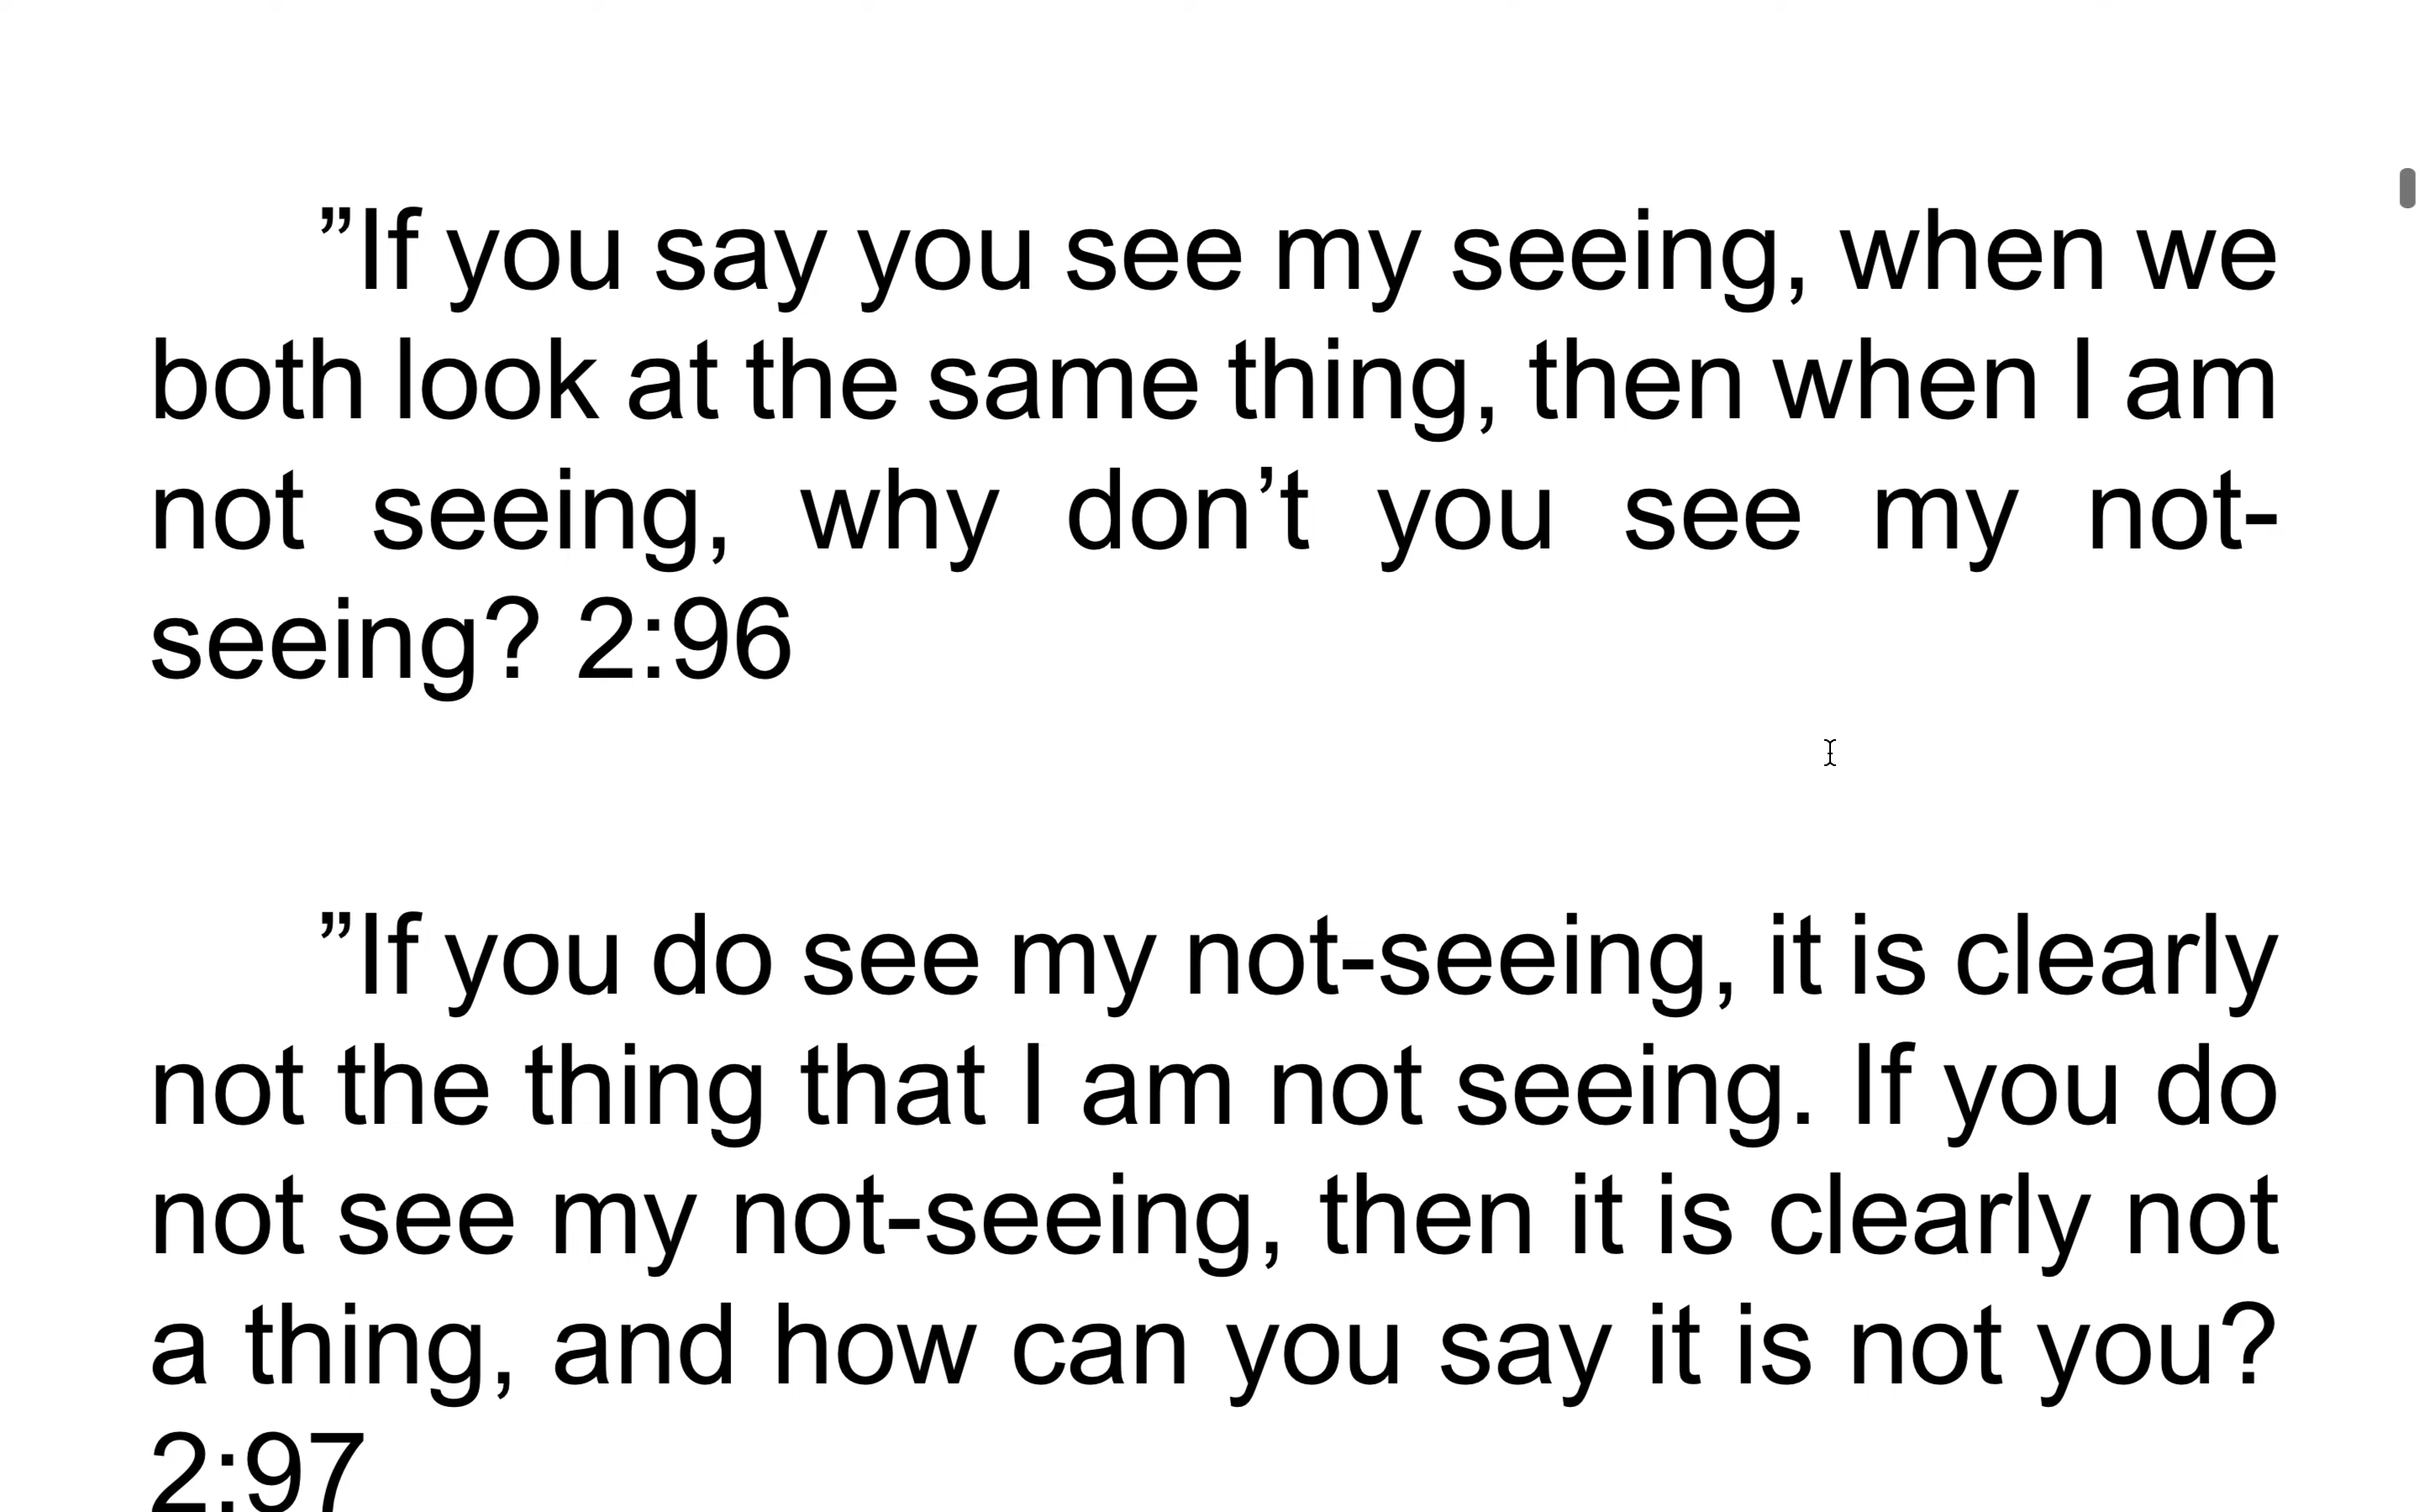 ”If you say you see my seeing, when we
both look at the same thing, then when I am
not seeing, why don’t you see my not-
seeing? 2:96
”If you do see my not-seeing, it is clearly
not the thing that I am not seeing. If you do
not see my not-seeing, then it is clearly not
a thing, and how can you say it is not you?
2:97